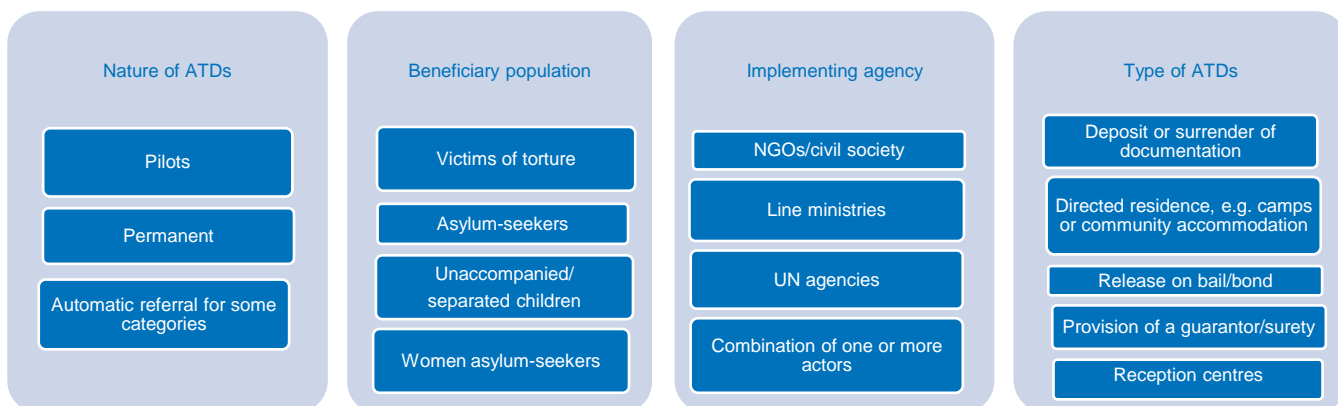 Nature of ATDs
Pilots
Permanent
Automatic referral for some
categories
Beneficiary population
Victims of torture
Asylum-seekers
Unaccompanied/
separated children
Women asylum-seekers
Implementing agency
NGOs/civil society
Line ministries
UN agencies
Combination of one or more
actors
Type of ATDs
Deposit or surrender of
documentation
Directed residence, e.g. camps
or community accommodation
Release on bail/bond
Provision of a guarantor/surety
Reception centres